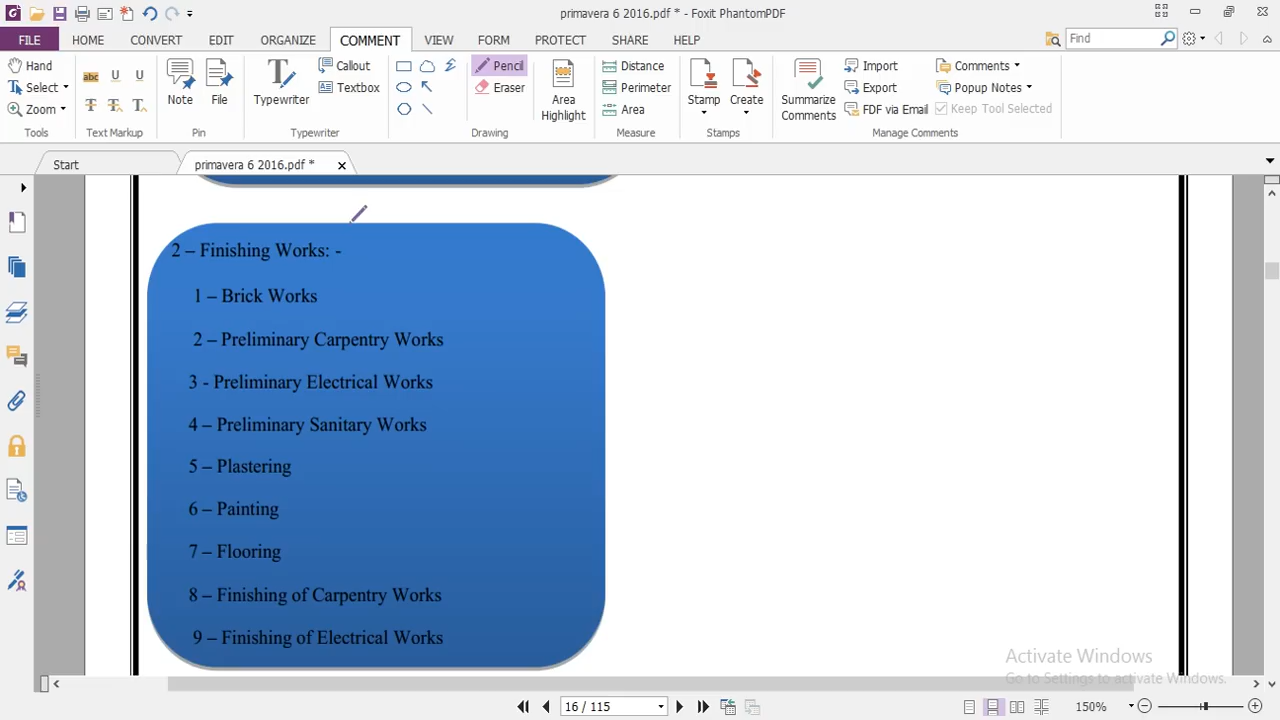 primavera 6 2016.pdf * - Foxit PhantomPDF
FILE HOME CONVERT EDIT ORGANIZE COMMENT VIEW FORM PROTECT SHARE HELP Find
Hand
Select
Zoom
Tools
abc U U
T T T
Text Markup
Note File
Pin
Typewriter
Callout
Textbox
Typewriter
Pencil
Eraser
Area Highlight
Drawing
Distance
Perimeter
Area
Measure
Stamp Create
Stamps
Summarize Comments
Import
Export
FDF via Email
Comments
Popup Notes
Keep Tool Selected
Manage Comments
Start primavera 6 2016.pdf *
2 – Finishing Works: -
1 – Brick Works
2 – Preliminary Carpentry Works
3 - Preliminary Electrical Works
4 – Preliminary Sanitary Works
5 – Plastering
6 – Painting
7 – Flooring
8 – Finishing of Carpentry Works
9 – Finishing of Electrical Works
Activate Windows
Go to Settings to activate Windows.
16 / 115 150%